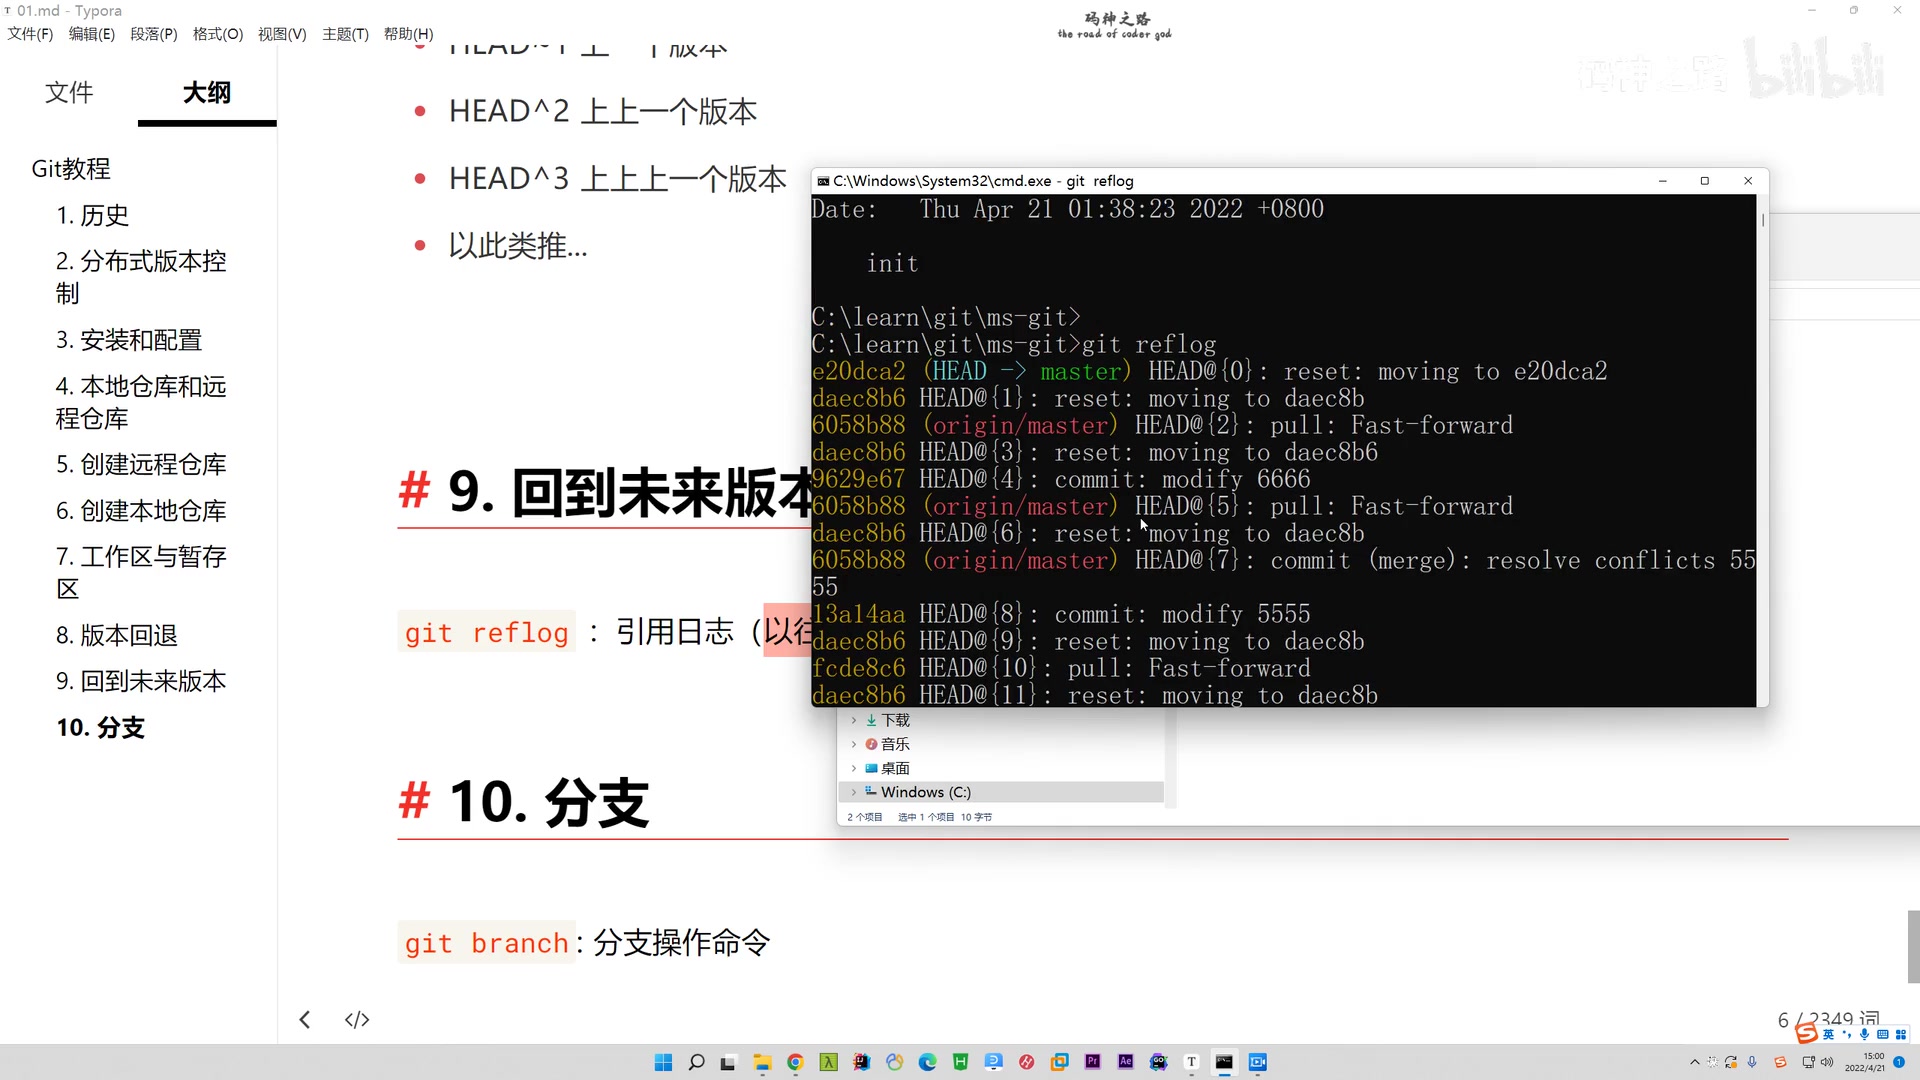 01.md - Typora
文件(F) 编辑(E) 段落(P) 格式(O) 视图(V) 主题(T) 帮助(H)
码神之路
the road of coder god
码神之路 bilibili
文件 大纲
Git教程
1. 历史
2. 分布式版本控
制
3. 安装和配置
4. 本地仓库和远
程仓库
5. 创建远程仓库
6. 创建本地仓库
7. 工作区与暂存
区
8. 版本回退
9. 回到未来版本
10. 分支
HEAD^2 上上一个版本
HEAD^3 上上上一个版本
以此类推...
# 9. 回到未来版本
git reflog : 引用日志（以往
# 10. 分支
git branch : 分支操作命令
C:\Windows\System32\cmd.exe - git reflog
Date:   Thu Apr 21 01:38:23 2022 +0800
init
C:\learn\git\ms-git>
C:\learn\git\ms-git>git reflog
e20dca2 (HEAD -> master) HEAD@{0}: reset: moving to e20dca2
daec8b6 HEAD@{1}: reset: moving to daec8b
6058b88 (origin/master) HEAD@{2}: pull: Fast-forward
daec8b6 HEAD@{3}: reset: moving to daec8b6
9629e67 HEAD@{4}: commit: modify 6666
6058b88 (origin/master) HEAD@{5}: pull: Fast-forward
daec8b6 HEAD@{6}: reset: moving to daec8b
6058b88 (origin/master) HEAD@{7}: commit (merge): resolve conflicts 55
55
13a14aa HEAD@{8}: commit: modify 5555
daec8b6 HEAD@{9}: reset: moving to daec8b
fcde8c6 HEAD@{10}: pull: Fast-forward
daec8b6 HEAD@{11}: reset: moving to daec8b
下载
音乐
桌面
Windows (C:)
2 个项目 选中 1 个项目 10 字节
6 / 2349 词
英
15:00
2022/4/21